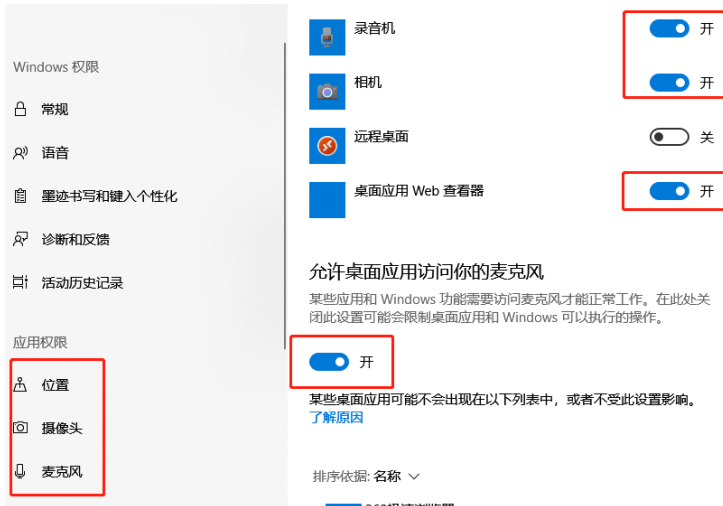 Windows 权限
常规
语音
墨迹书写和键入个性化
诊断和反馈
活动历史记录
应用权限
位置
摄像头
麦克风
录音机 开
相机 开
远程桌面 关
桌面应用 Web 查看器 开
允许桌面应用访问你的麦克风
某些应用和 Windows 功能需要访问麦克风才能正常工作。在此处关
闭此设置可能会限制桌面应用和 Windows 可以执行的操作。
开
某些桌面应用可能不会出现在以下列表中，或者不受此设置影响。
了解原因
排序依据: 名称